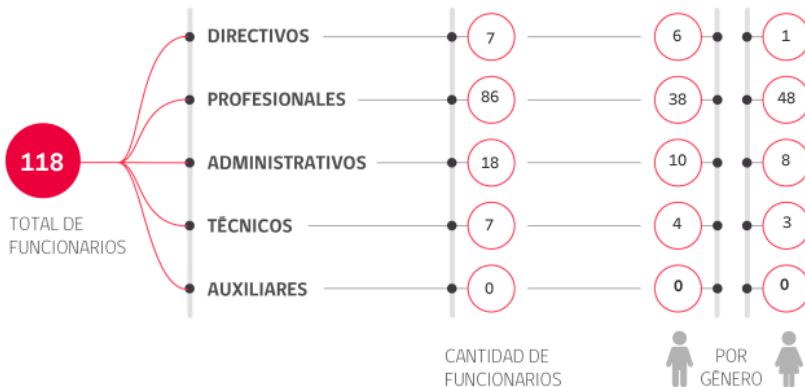 DIRECTIVOS 7 6 1
PROFESIONALES 86 38 48
118
ADMINISTRATIVOS 18 10 8
TOTAL DE
FUNCIONARIOS
TÉCNICOS 7 4 3
AUXILIARES 0 0 0
CANTIDAD DE
FUNCIONARIOS
POR
GÉNERO